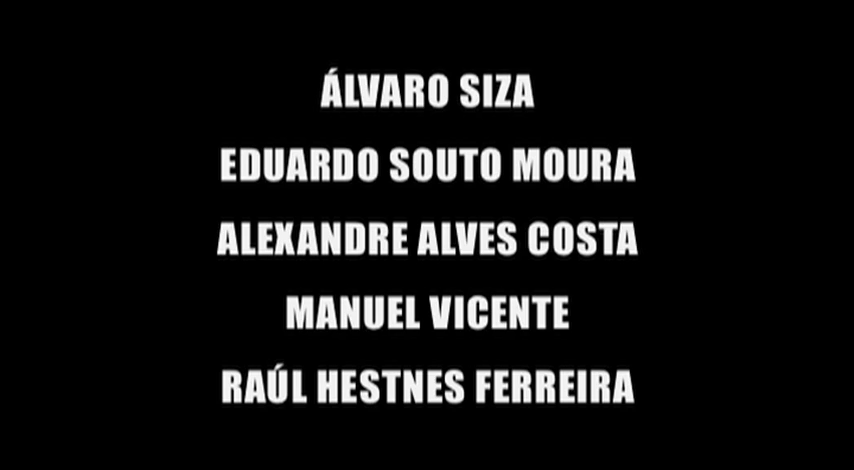 ÁLVARO SIZA
EDUARDO SOUTO MOURA
ALEXANDRE ALVES COSTA
MANUEL VICENTE
RAÚL HESTNES FERREIRA